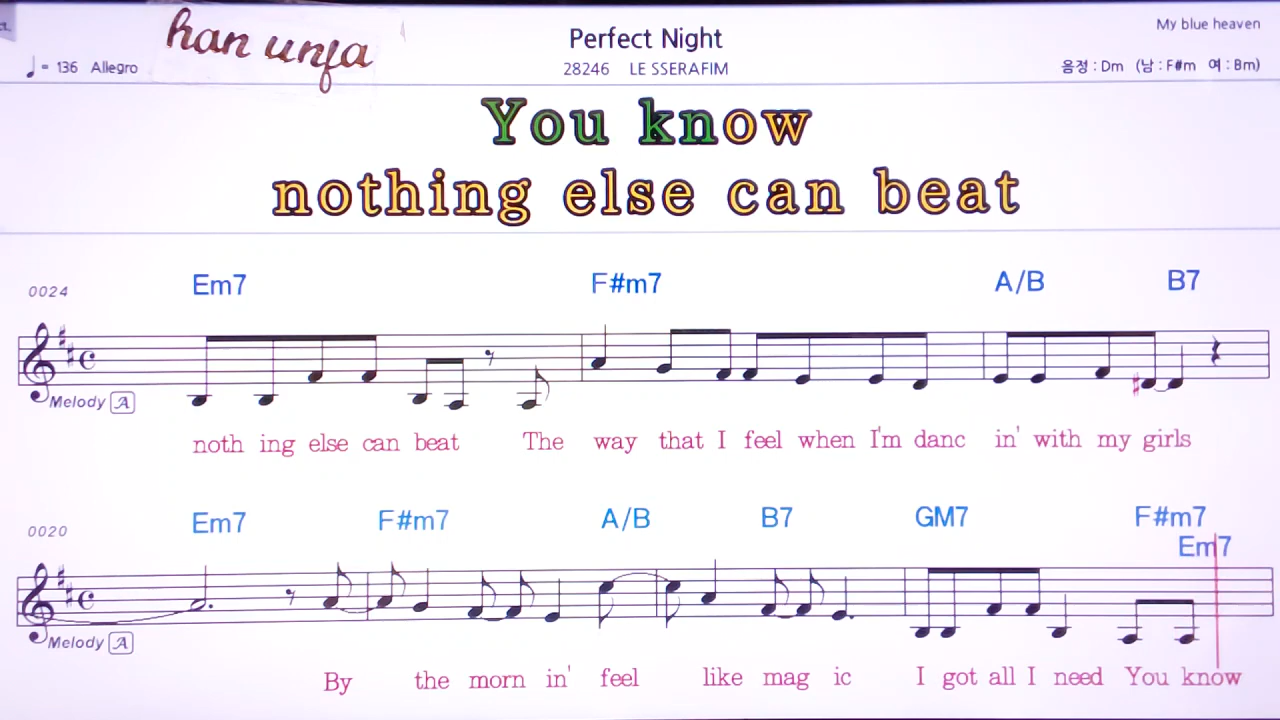 han unja
Perfect Night
My blue heaven
♩= 136 Allegro
28246 LE SSERAFIM
음정 : Dm (남 : F#m 여 : Bm)
You know
nothing else can beat
0024 Em7 F#m7 A/B B7
Melody A
noth ing else can beat The way that I feel when I'm danc in' with my girls
0020 Em7 F#m7 A/B B7 GM7 F#m7
Em7
Melody A
By the morn in' feel like mag ic I got all I need You know